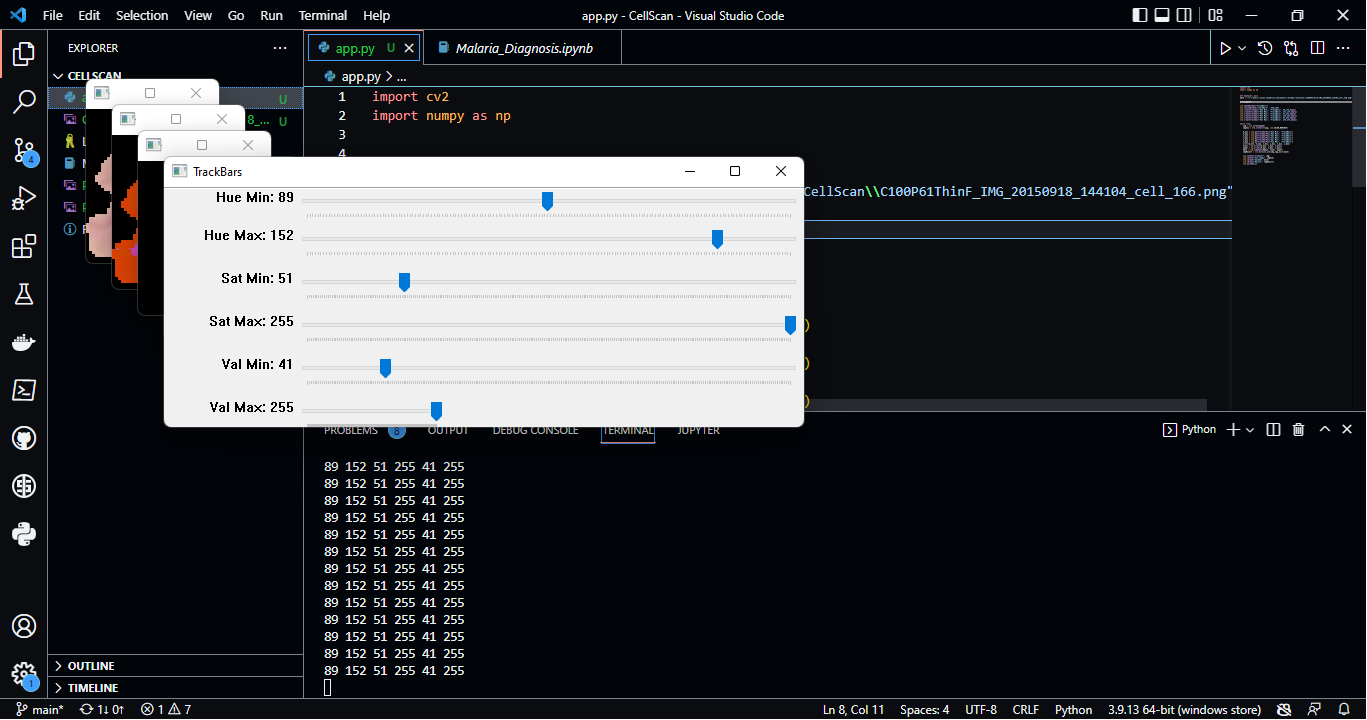 File Edit Selection View Go Run Terminal Help
app.py - CellScan - Visual Studio Code
EXPLORER
app.py U
Malaria_Diagnosis.ipynb
CELLSCAN
app.py > ...
U
8_... U
1 import cv2
2 import numpy as np
3
4
TrackBars
CellScan\\C100P61ThinF_IMG_20150918_144104_cell_166.png"
Hue Min: 89
Hue Max: 152
Sat Min: 51
Sat Max: 255
)
Val Min: 41
)
Val Max: 255
)
PROBLEMS 8 OUTPUT DEBUG CONSOLE TERMINAL JUPYTER
Python
89 152 51 255 41 255
89 152 51 255 41 255
89 152 51 255 41 255
89 152 51 255 41 255
89 152 51 255 41 255
89 152 51 255 41 255
89 152 51 255 41 255
89 152 51 255 41 255
89 152 51 255 41 255
89 152 51 255 41 255
89 152 51 255 41 255
89 152 51 255 41 255
89 152 51 255 41 255
4
1
OUTLINE
TIMELINE
main* 1↓ 0↑ 1 7
Ln 8, Col 11 Spaces: 4 UTF-8 CRLF Python 3.9.13 64-bit (windows store)